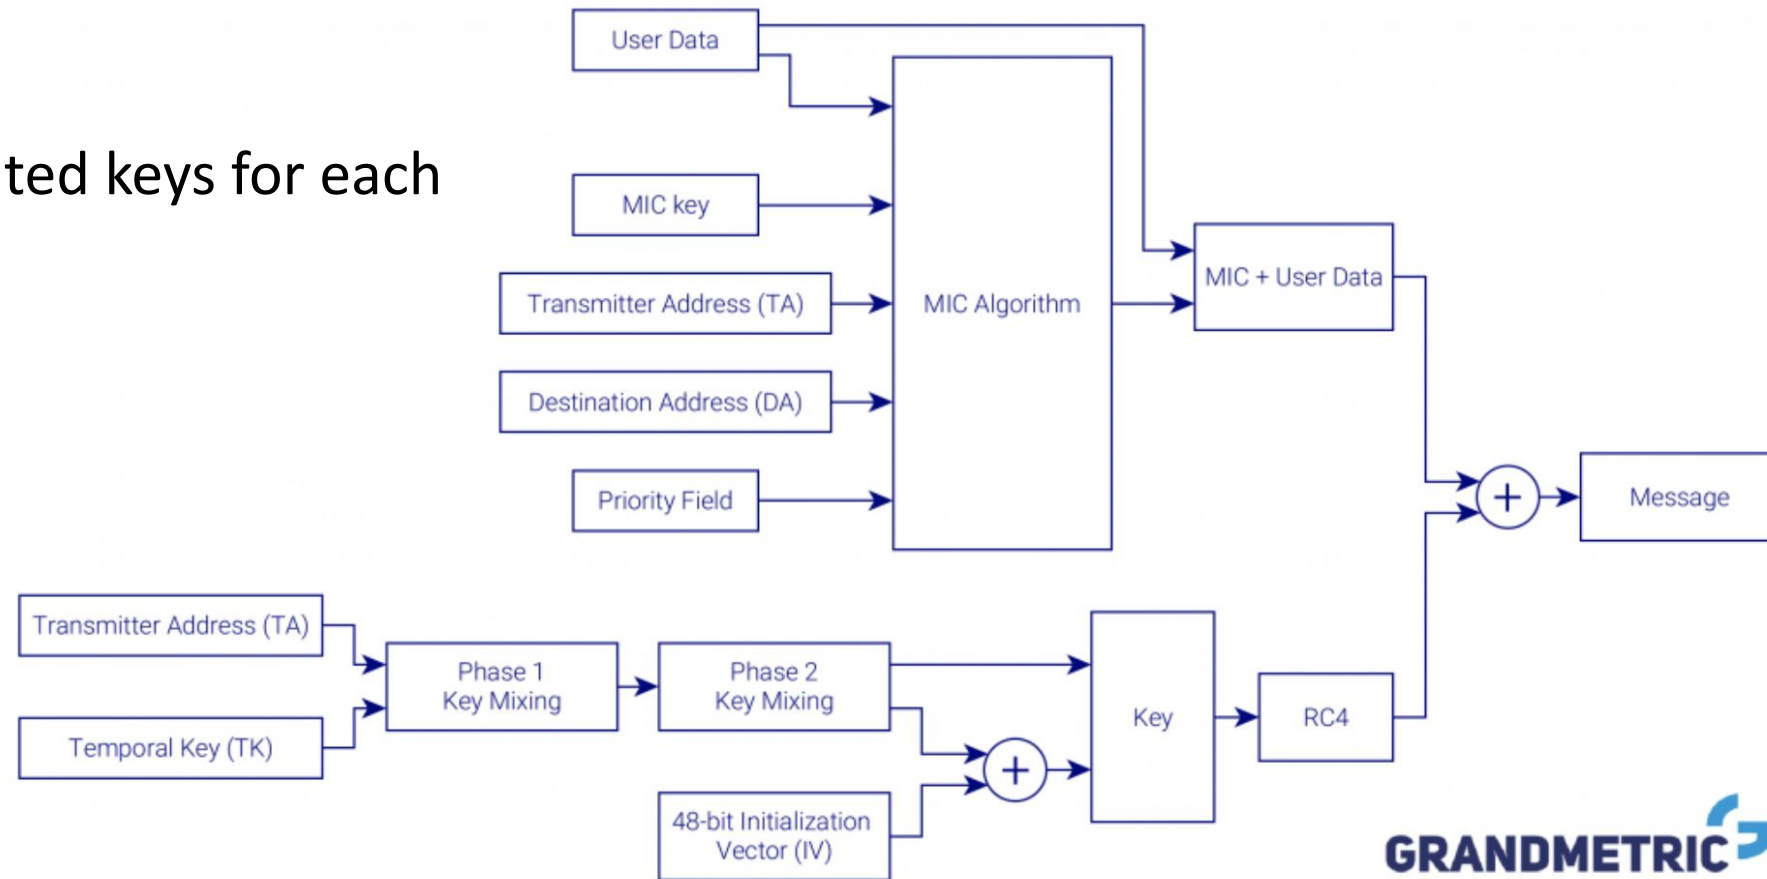 User Data
ted keys for each
MIC key
Transmitter Address (TA)
MIC Algorithm
MIC + User Data
Destination Address (DA)
Priority Field
+
Message
Transmitter Address (TA)
Phase 1
Key Mixing
Phase 2
Key Mixing
Temporal Key (TK)
Key
RC4
+
48-bit Initialization
Vector (IV)
GRANDMETRIC